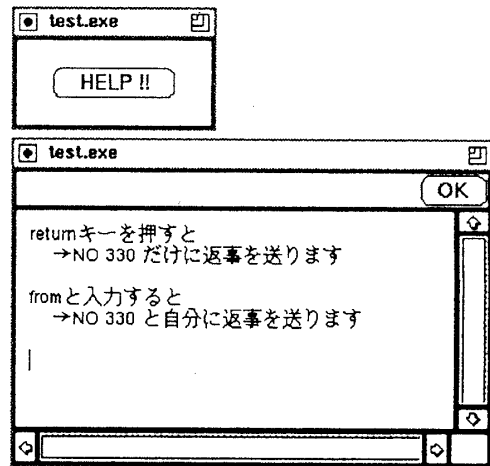 test.exe
HELP !!
test.exe
OK
returnキーを押すと
→NO 330 だけに返事を送ります
fromと入力すると
→NO 330 と自分に返事を送ります